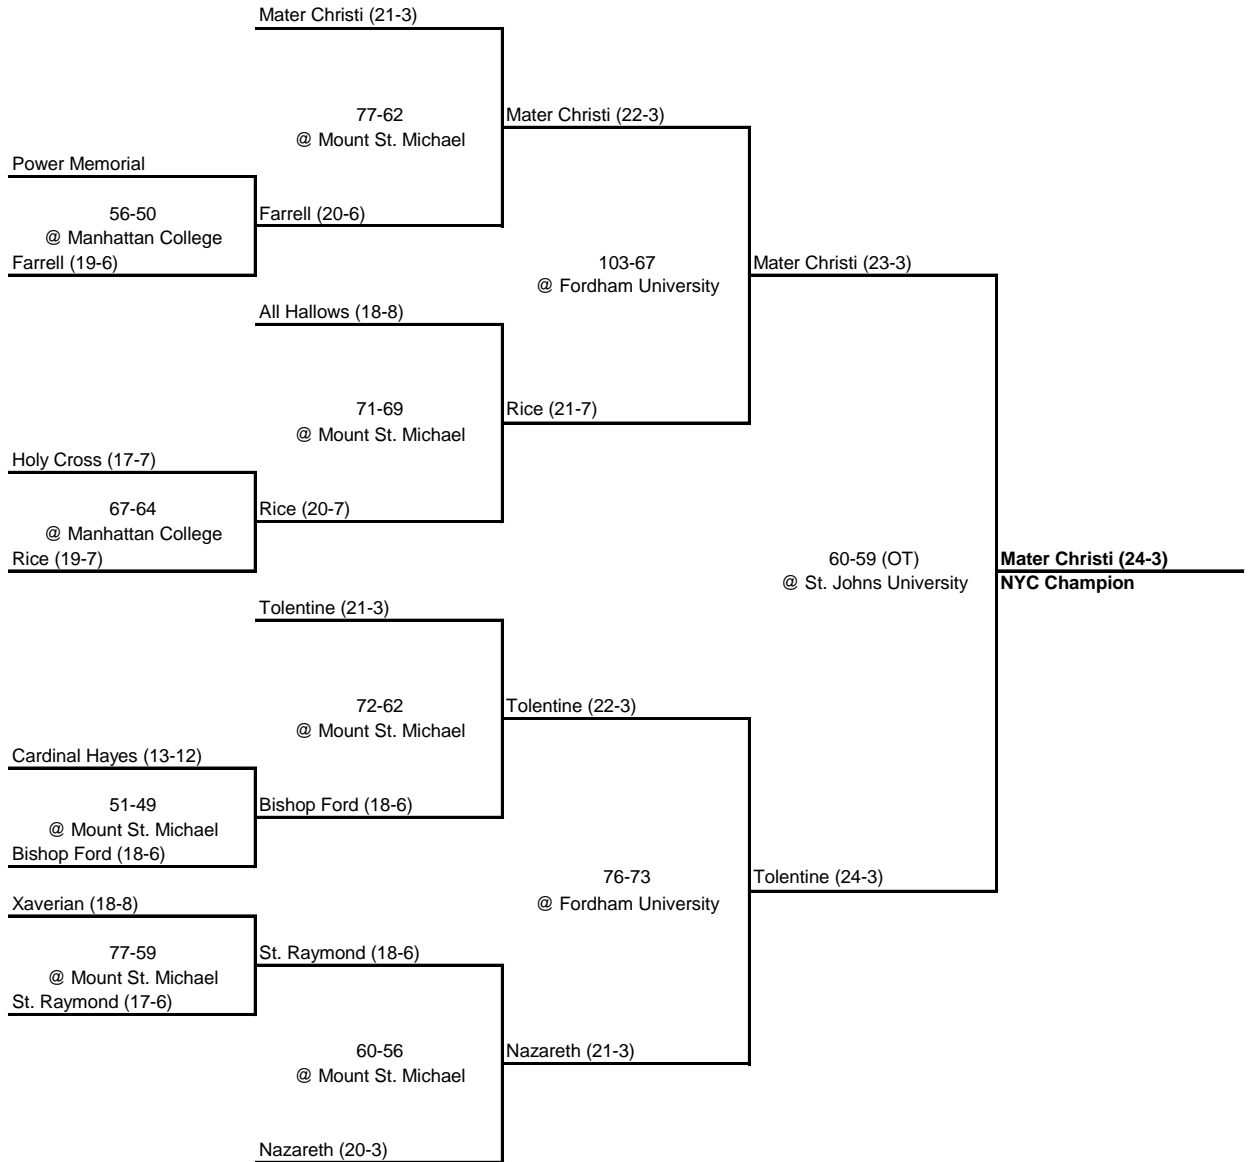 Mater Christi (21-3)
77-62
@ Mount St. Michael
Mater Christi (22-3)
Power Memorial
56-50
@ Manhattan College
Farrell (20-6)
Farrell (19-6)
103-67
@ Fordham University
Mater Christi (23-3)
All Hallows (18-8)
71-69
@ Mount St. Michael
Rice (21-7)
Holy Cross (17-7)
67-64
@ Manhattan College
Rice (20-7)
Rice (19-7)
60-59 (OT)
@ St. Johns University
Mater Christi (24-3)
NYC Champion
Tolentine (21-3)
72-62
@ Mount St. Michael
Tolentine (22-3)
Cardinal Hayes (13-12)
51-49
@ Mount St. Michael
Bishop Ford (18-6)
Bishop Ford (18-6)
76-73
@ Fordham University
Tolentine (24-3)
Xaverian (18-8)
77-59
@ Mount St. Michael
St. Raymond (18-6)
St. Raymond (17-6)
60-56
@ Mount St. Michael
Nazareth (21-3)
Nazareth (20-3)